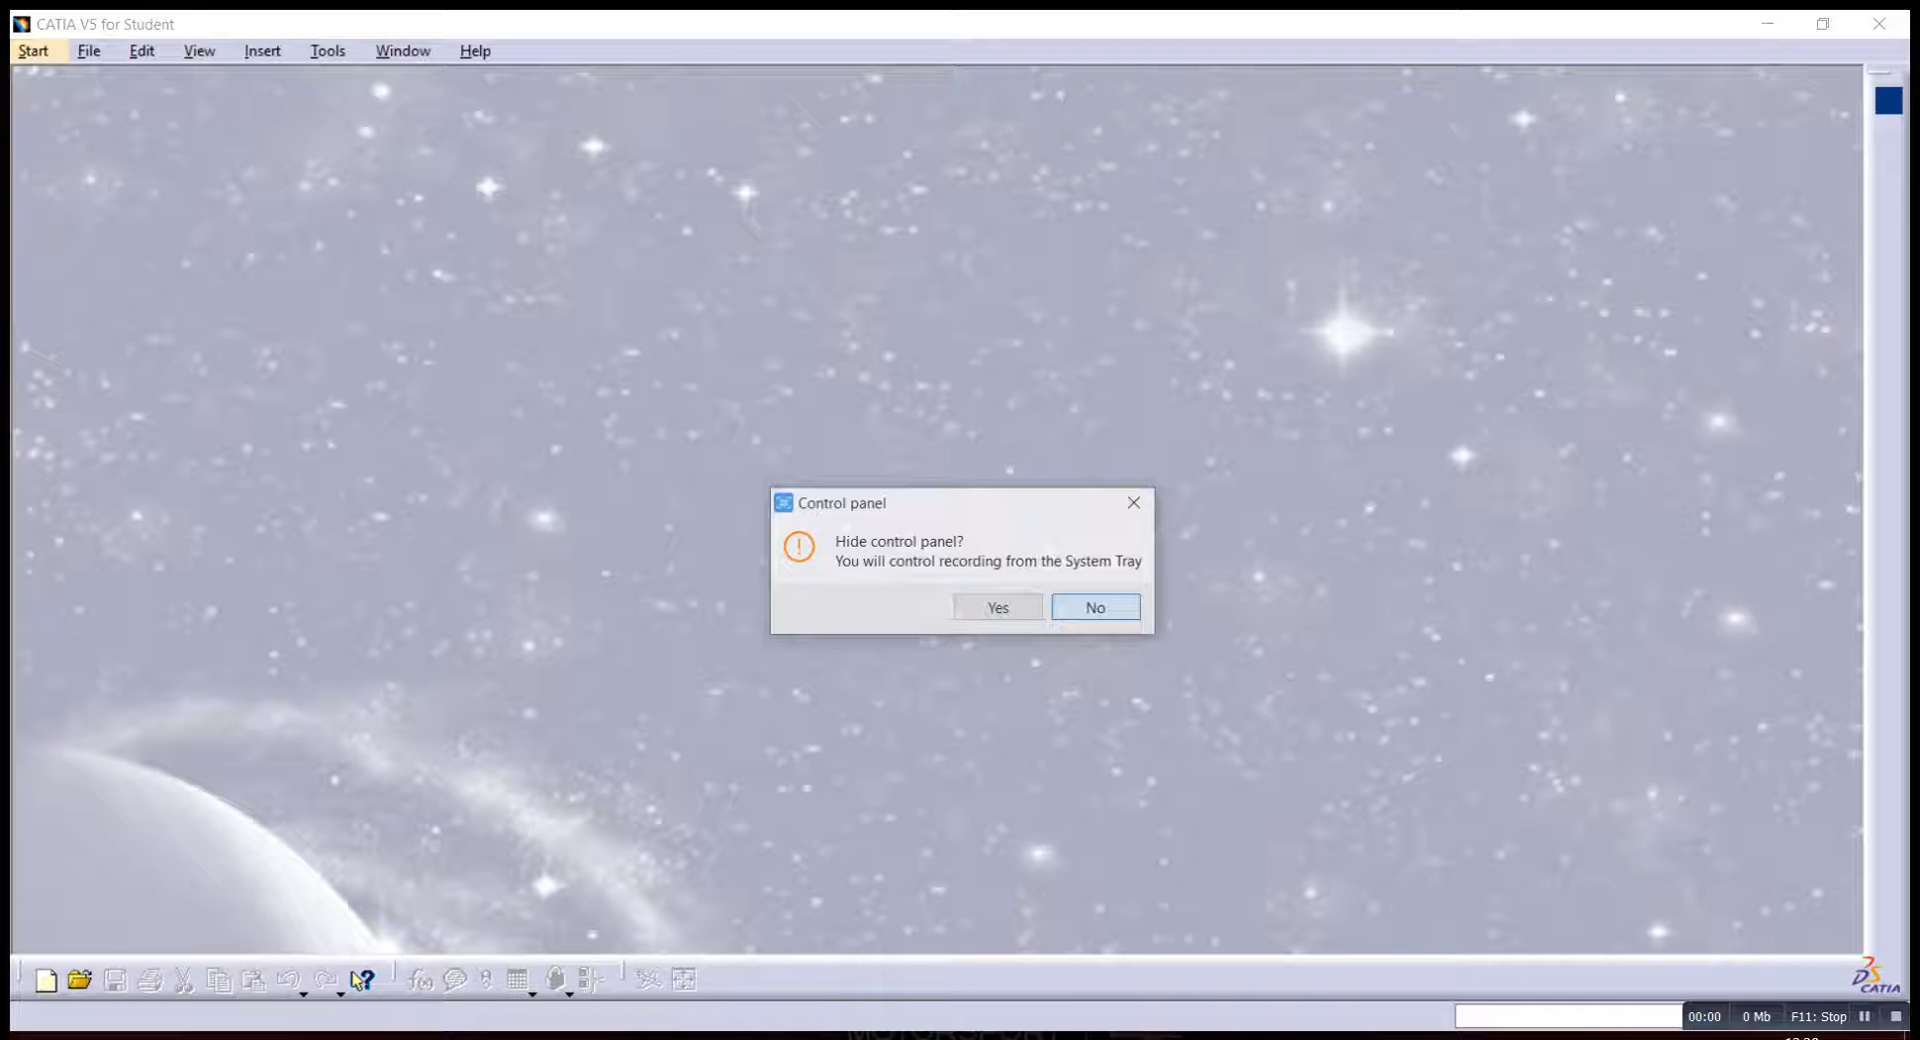 CATIA V5 for Student
Start File Edit View Insert Tools Window Help
Control panel
Hide control panel?
You will control recording from the System Tray
Yes No
DS
CATIA
00:00 0 Mb F11: Stop